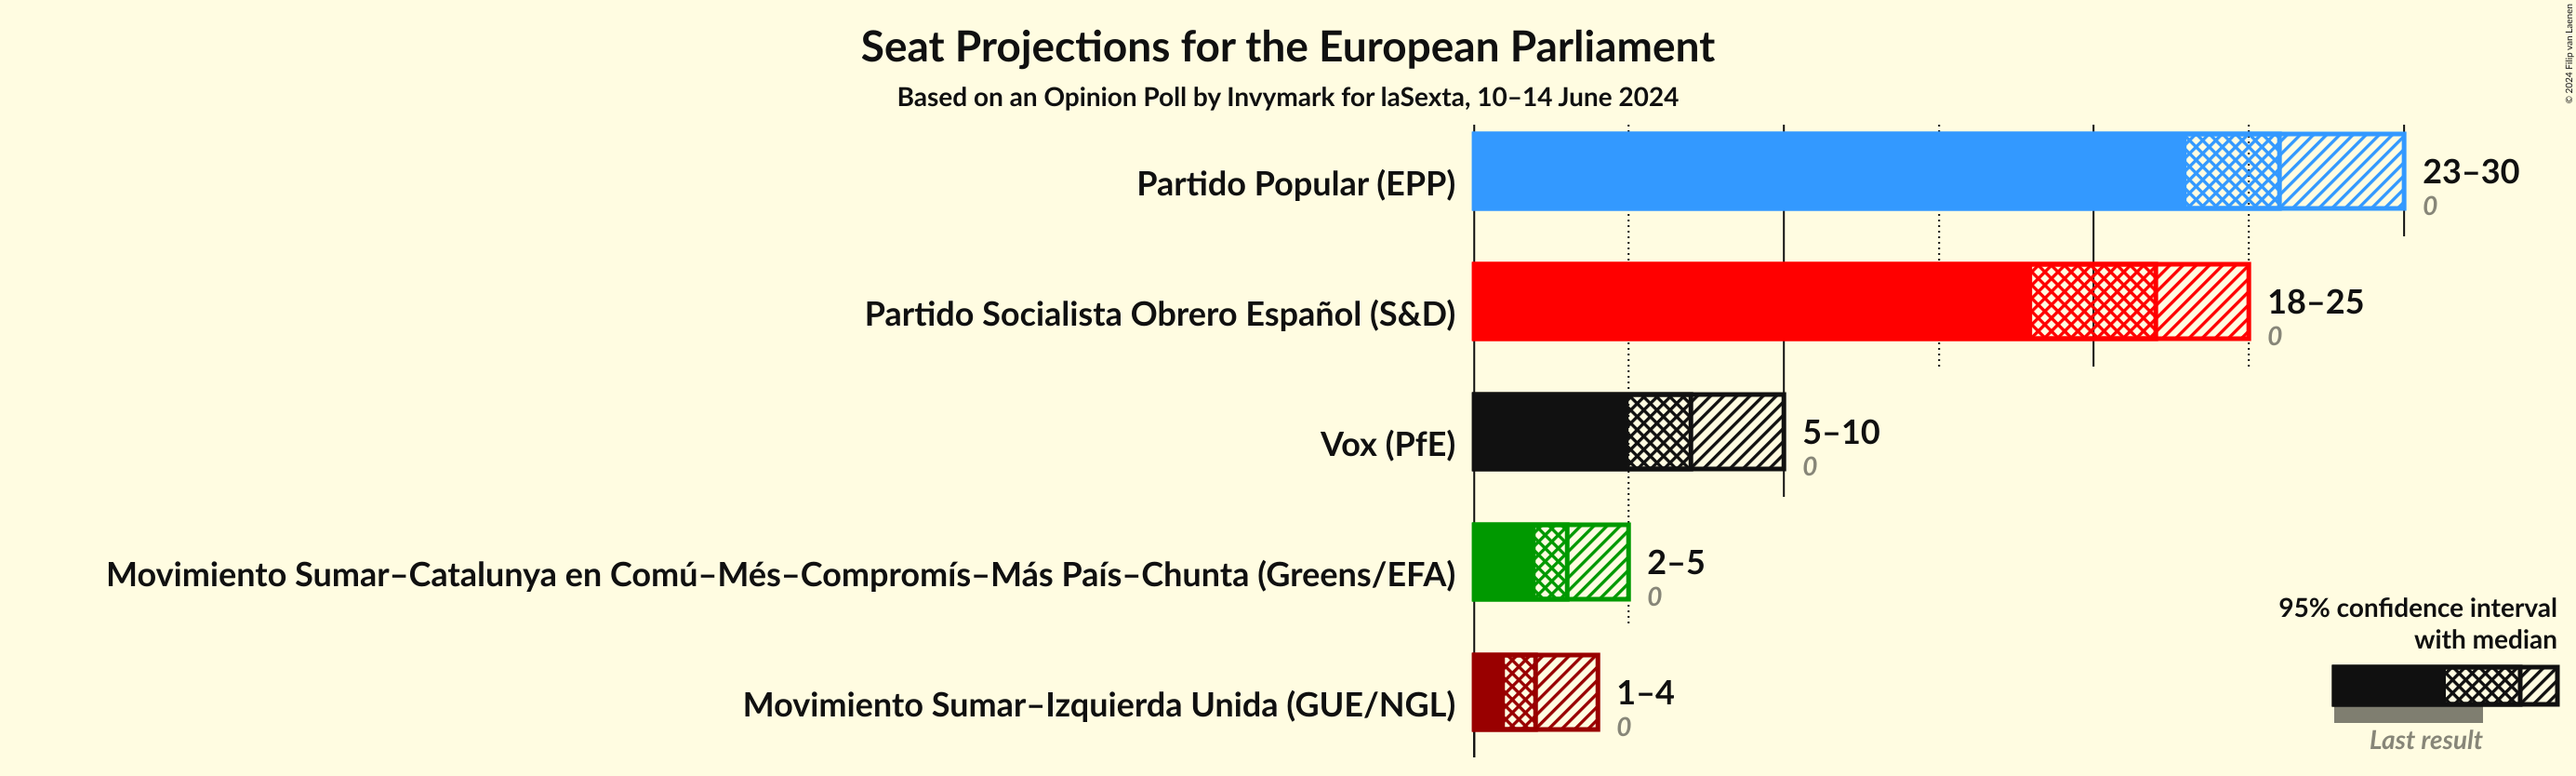 Seat Projections for the European Parliament
Based on an Opinion Poll by Invymark for laSexta, 10–14 June 2024
© 2024 Filip van Laenen
Partido Popular (EPP)
23–30
0
Partido Socialista Obrero Español (S&D)
18–25
0
Vox (PfE)
5–10
0
Movimiento Sumar–Catalunya en Comú–Més–Compromís–Más País–Chunta (Greens/EFA)
2–5
0
Movimiento Sumar–Izquierda Unida (GUE/NGL)
1–4
0
95% confidence interval
with median
Last result